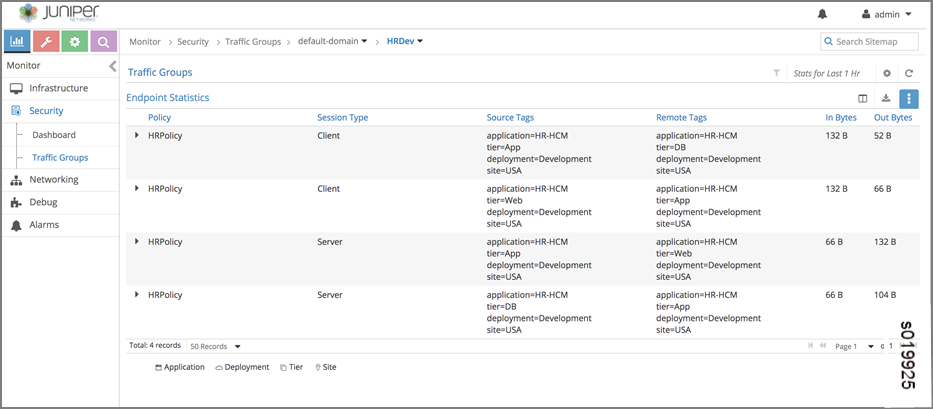 JUNIPER
NETWORKS
admin
Monitor > Security > Traffic Groups > default-domain > HRDev
Search Sitemap
Monitor
Infrastructure
Security
Dashboard
Traffic Groups
Networking
Debug
Alarms
Traffic Groups
Stats for Last 1 Hr
Endpoint Statistics
Policy Session Type Source Tags Remote Tags In Bytes Out Bytes
HRPolicy Client application=HR-HCM application=HR-HCM 132 B 52 B
tier=App tier=DB
deployment=Development deployment=Development
site=USA site=USA
HRPolicy Client application=HR-HCM application=HR-HCM 132 B 66 B
tier=Web tier=App
deployment=Development deployment=Development
site=USA site=USA
HRPolicy Server application=HR-HCM application=HR-HCM 66 B 132 B
tier=App tier=Web
deployment=Development deployment=Development
site=USA site=USA
HRPolicy Server application=HR-HCM application=HR-HCM 66 B 104 B
tier=DB tier=App
deployment=Development deployment=Development
site=USA site=USA
Total: 4 records 50 Records
Page 1 1
Application Deployment Tier Site
s019925